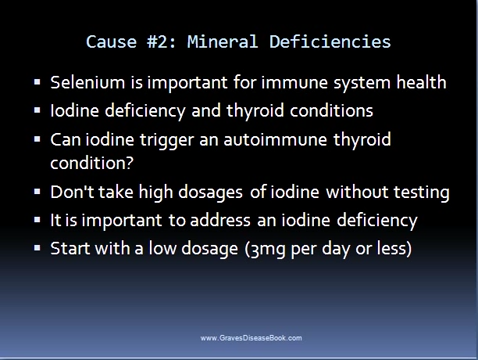 Cause #2: Mineral Deficiencies
Selenium is important for immune system health
Iodine deficiency and thyroid conditions
Can iodine trigger an autoimmune thyroid
condition?
Don't take high dosages of iodine without testing
It is important to address an iodine deficiency
Start with a low dosage (3mg per day or less)
www.GravesDiseaseBook.com